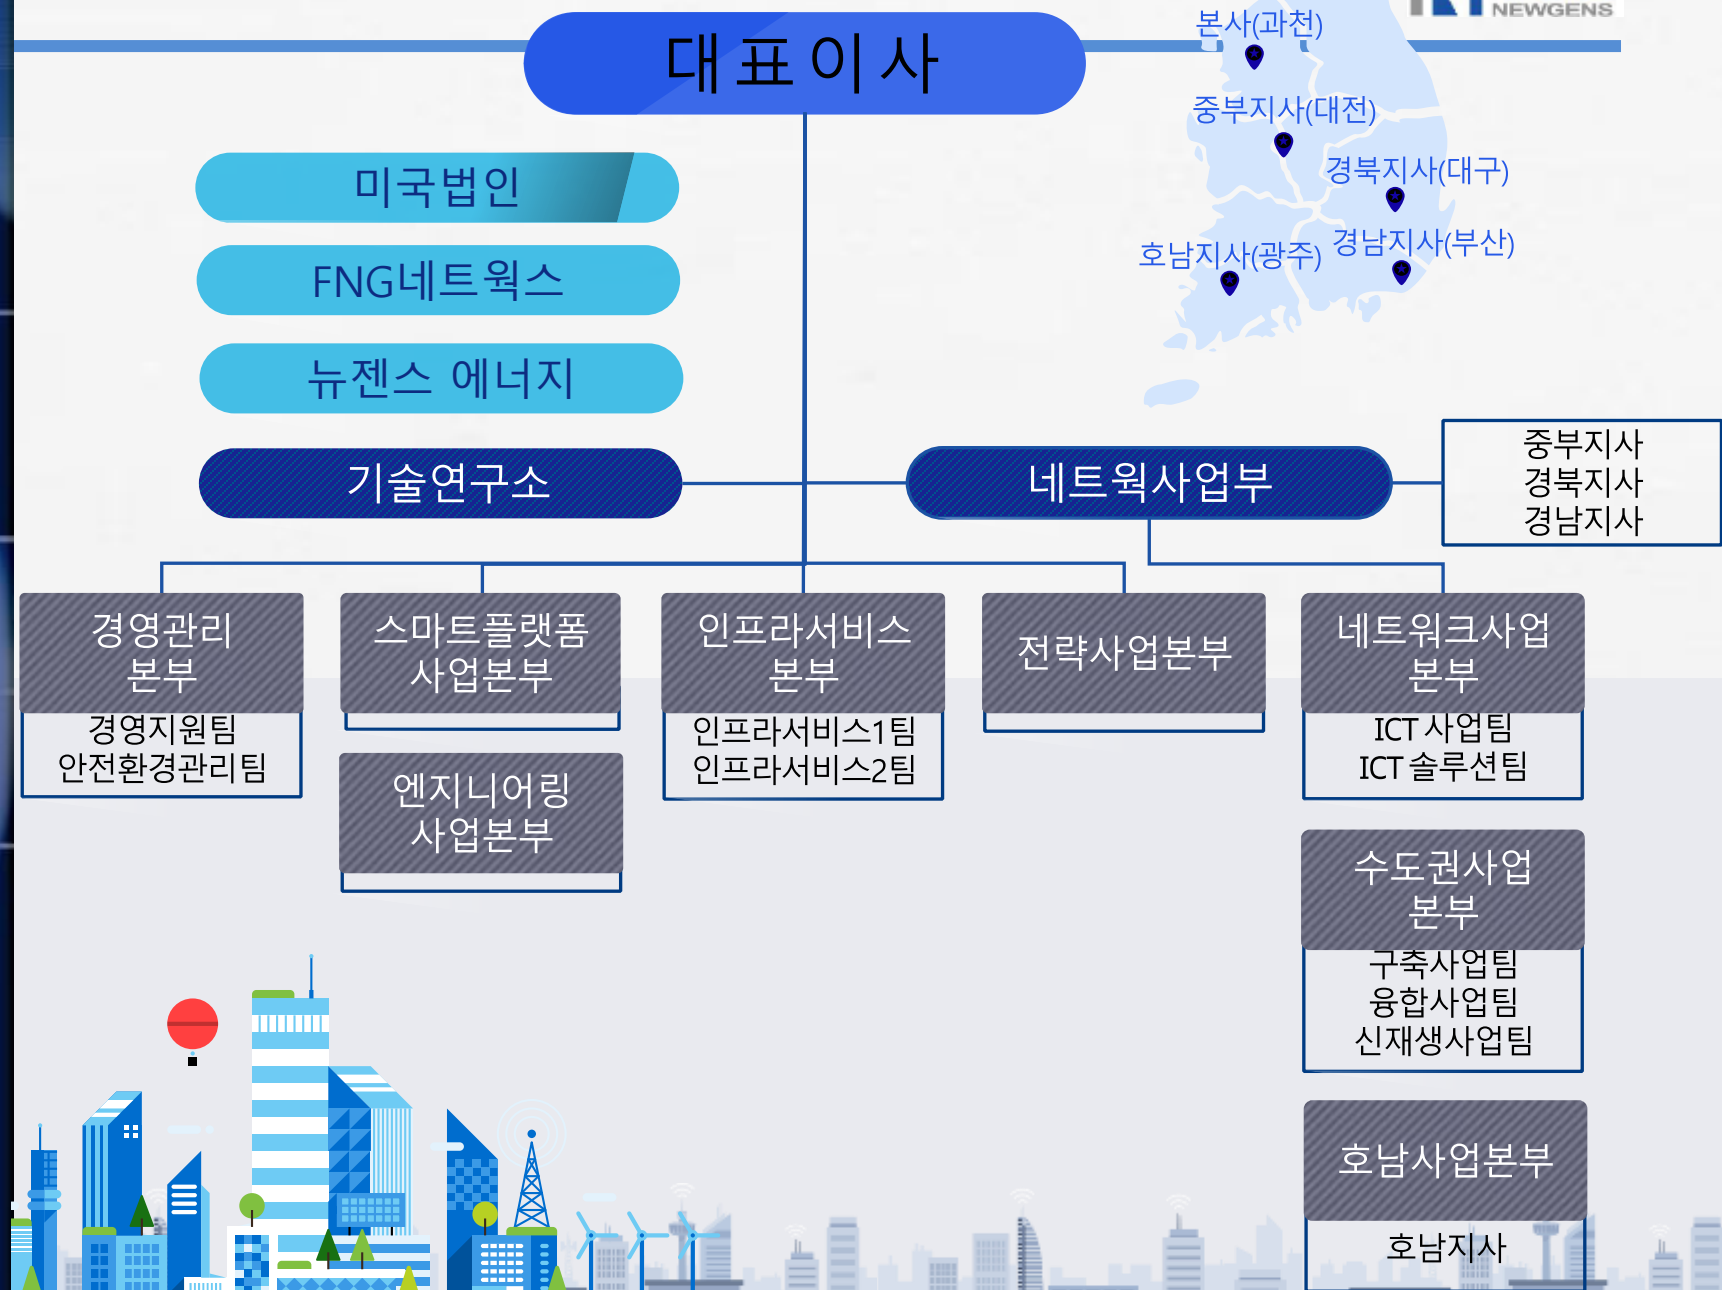 NEWGENS
대표이사
본사(과천)
중부지사(대전)
경북지사(대구)
경남지사(부산)
호남지사(광주)
미국법인
FNG네트웍스
뉴젠스 에너지
기술연구소
네트웍사업부
중부지사
경북지사
경남지사
경영관리
본부
경영지원팀
안전환경관리팀
스마트플랫폼
사업본부
엔지니어링
사업본부
인프라서비스
본부
인프라서비스1팀
인프라서비스2팀
전략사업본부
네트워크사업
본부
ICT 사업팀
ICT 솔루션팀
수도권사업
본부
구축사업팀
융합사업팀
신재생사업팀
호남사업본부
호남지사